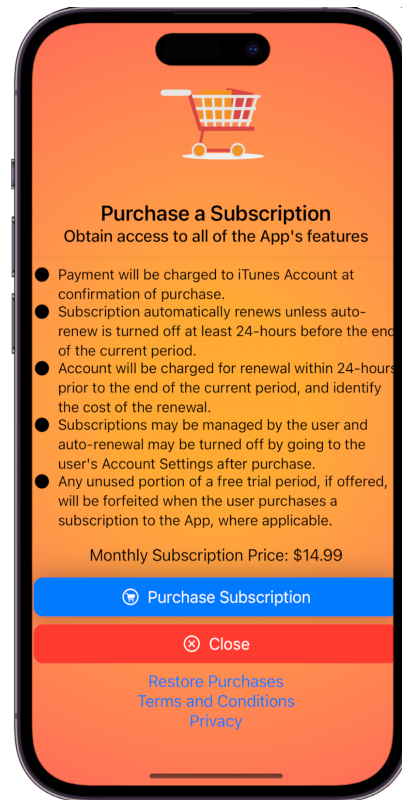 Purchase a Subscription
Obtain access to all of the App's features
Payment will be charged to iTunes Account at
confirmation of purchase.
Subscription automatically renews unless auto-
renew is turned off at least 24-hours before the end
of the current period.
Account will be charged for renewal within 24-hours
prior to the end of the current period, and identify
the cost of the renewal.
Subscriptions may be managed by the user and
auto-renewal may be turned off by going to the
user's Account Settings after purchase.
Any unused portion of a free trial period, if offered,
will be forfeited when the user purchases a
subscription to the App, where applicable.
Monthly Subscription Price: $14.99
Purchase Subscription
Close
Restore Purchases
Terms and Conditions
Privacy